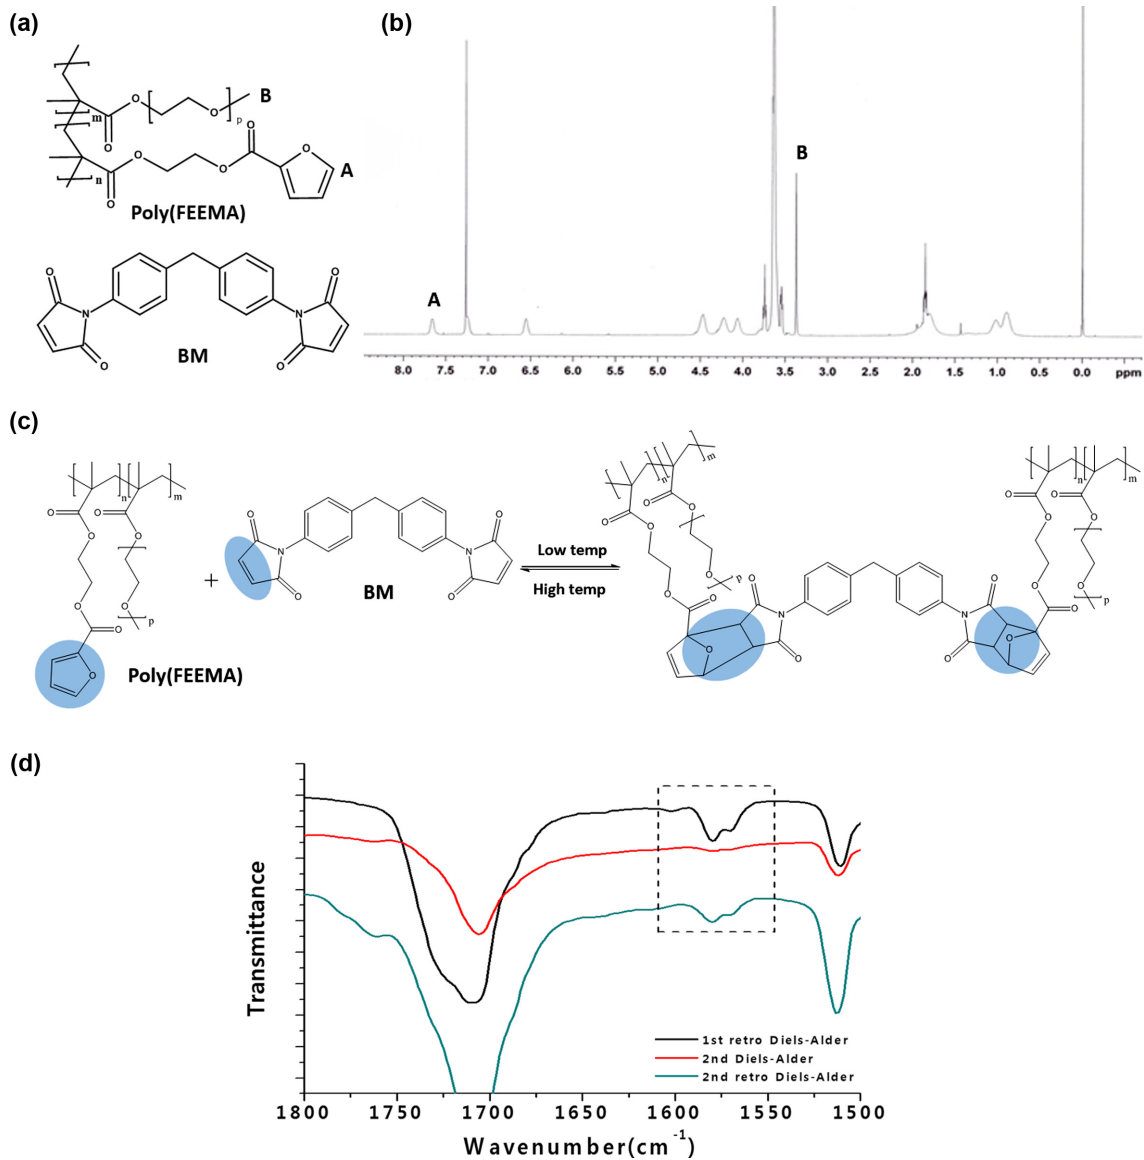 (a)
(b)
O
O
B
p
m
O
O
O
O
O
A
n
O
Poly(FEEMA)
O
O
N
N
O
O
BM
B
A
8.0 7.5 7.0 6.5 6.0 5.5 5.0 4.5 4.0 3.5 3.0 2.5 2.0 1.5 1.0 0.5 0.0 ppm
(c)
n
m
O
O
O
O
O
O
p
O
O
Poly(FEEMA)
+
O
O
N
N
O
O
BM
Low temp
High temp
n
m
O
O
O
O
O
O
p
O
O
O
N
O
O
N
O
O
n
m
O
O
O
O
O
O
p
O
O
(d)
Transmittance
1st retro Diels-Alder
2nd Diels-Alder
2nd retro Diels-Alder
1800 1750 1700 1650 1600 1550 1500
Wavenumber(cm⁻¹)